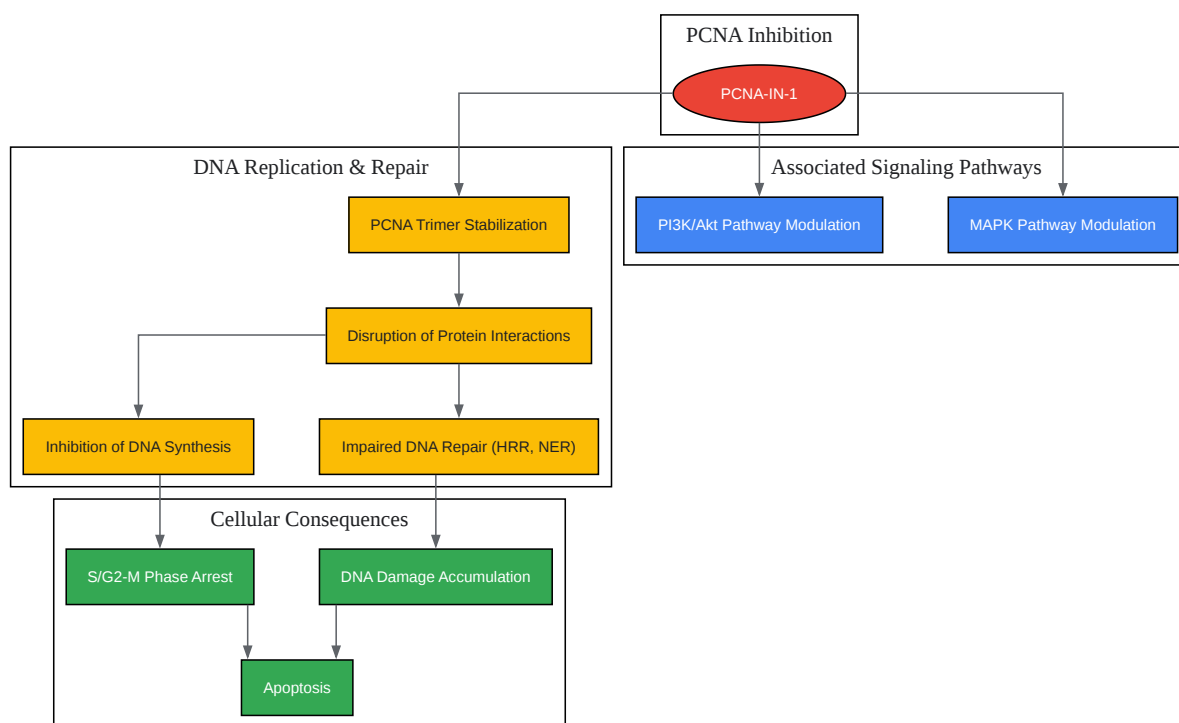 PCNA Inhibition
PCNA-IN-1
DNA Replication & Repair
Associated Signaling Pathways
PCNA Trimer Stabilization
PI3K/Akt Pathway Modulation
MAPK Pathway Modulation
Disruption of Protein Interactions
Inhibition of DNA Synthesis
Impaired DNA Repair (HRR, NER)
Cellular Consequences
S/G2-M Phase Arrest
DNA Damage Accumulation
Apoptosis